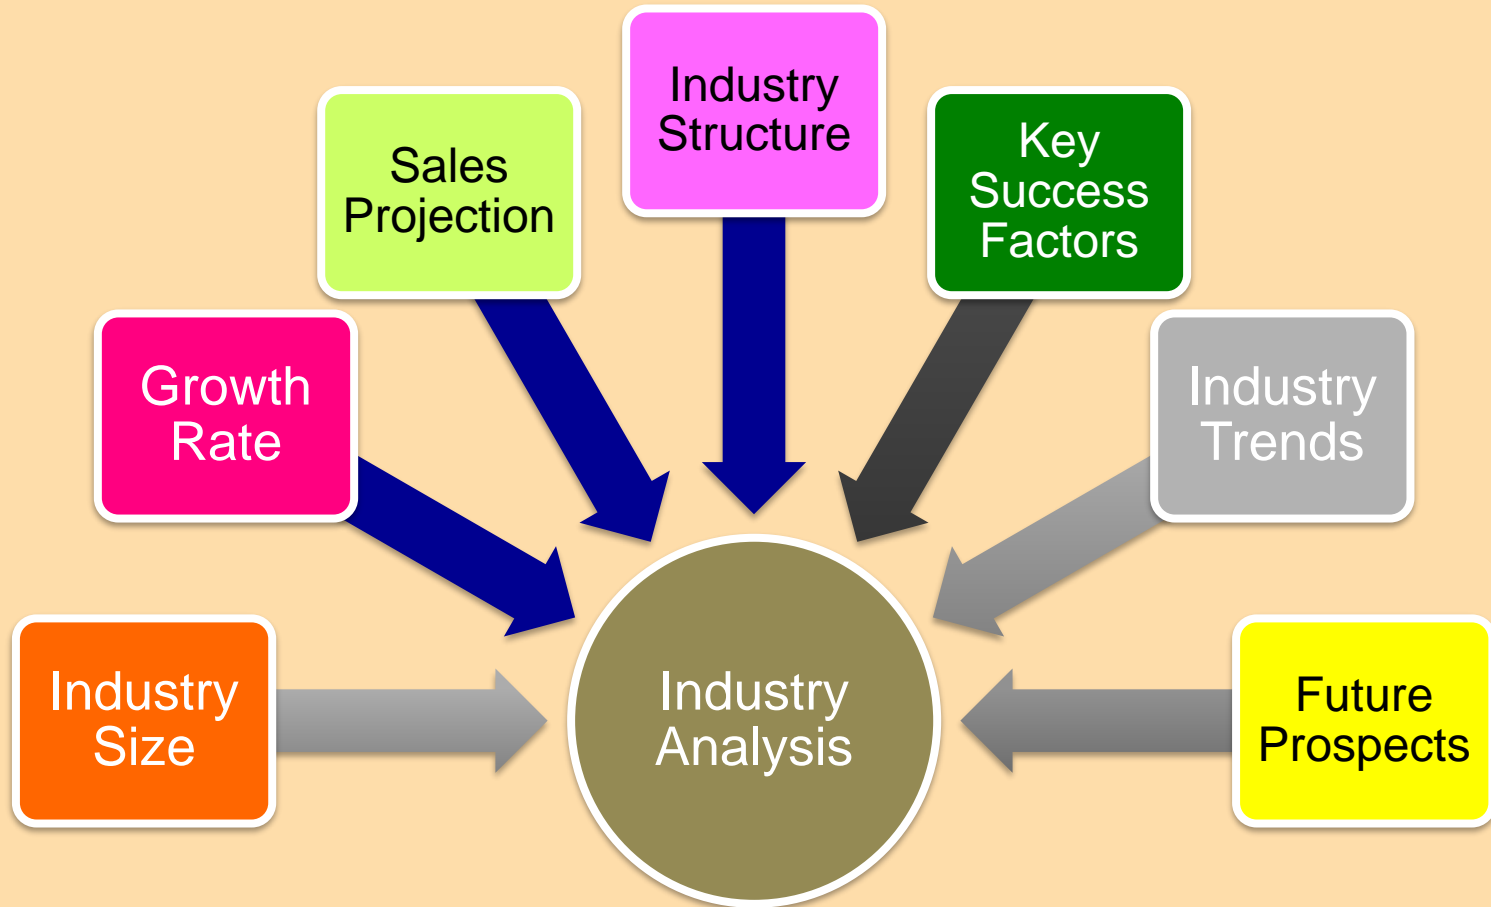 Industry
Structure
Sales
Projection
Key
Success
Factors
Growth
Rate
Industry
Trends
Industry
Size
Industry
Analysis
Future
Prospects